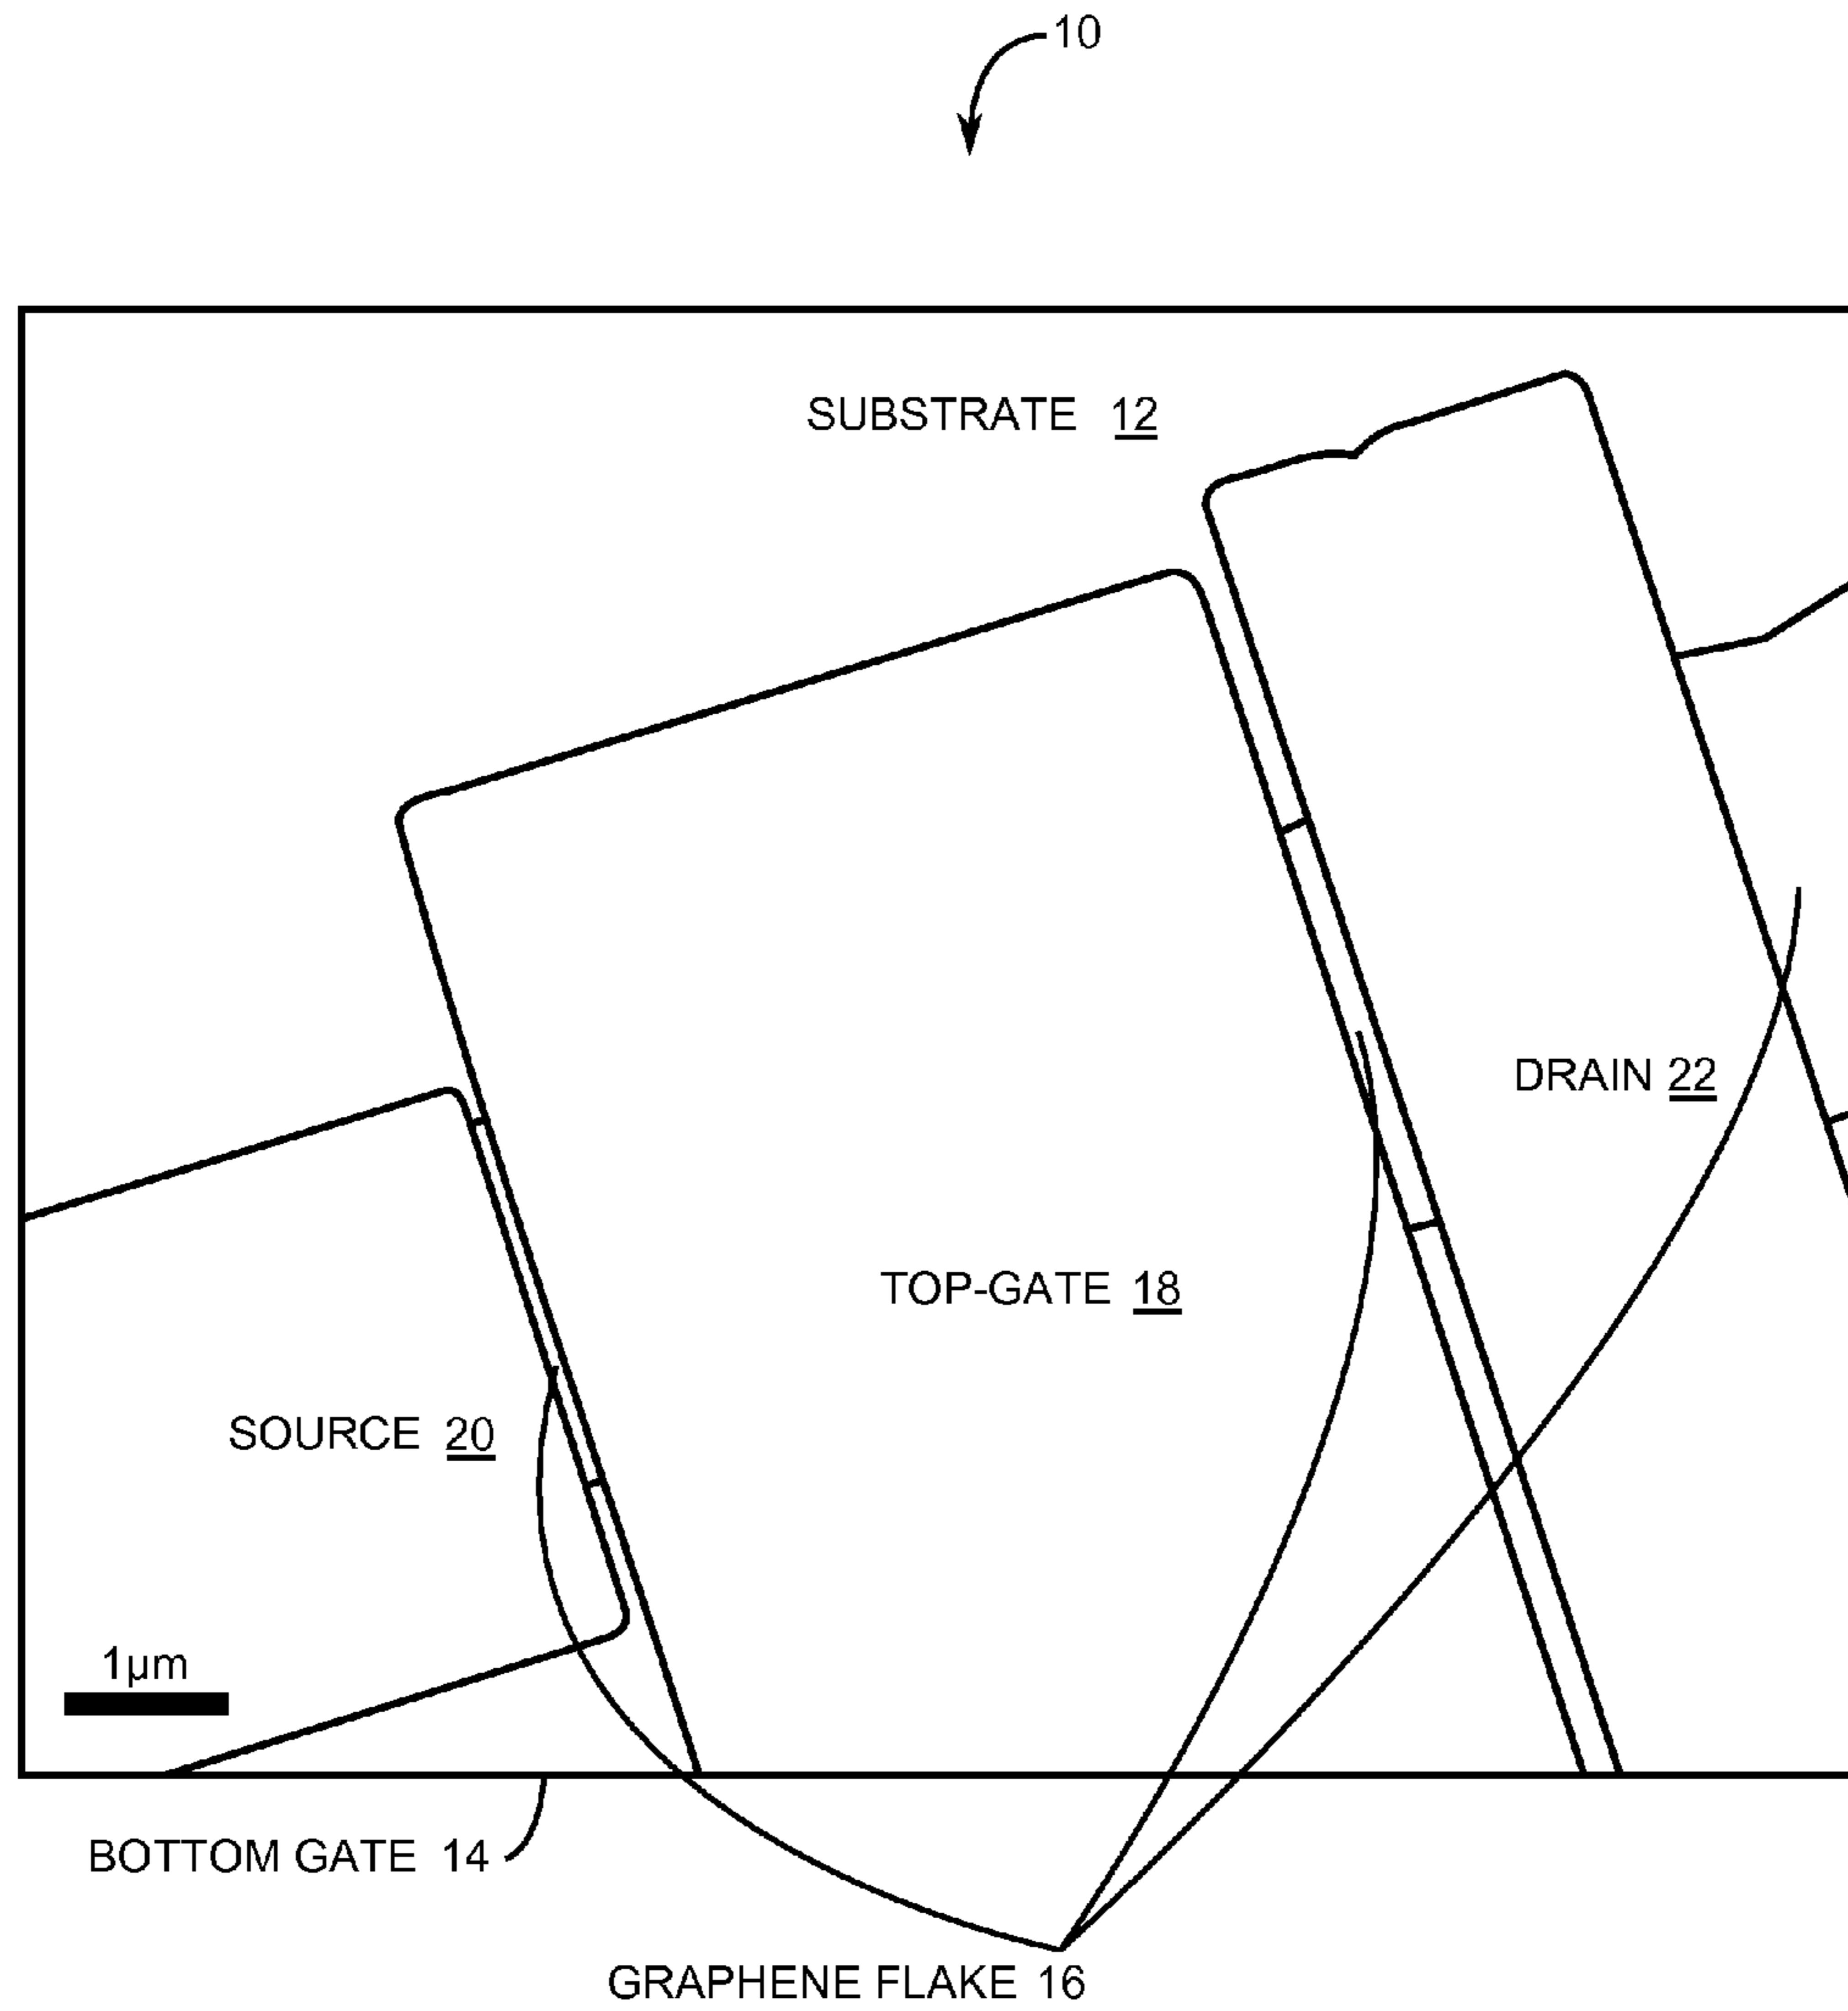 10
SUBSTRATE 12
DRAIN 22
TOP-GATE 18
SOURCE 20
1µm
BOTTOM GATE 14
GRAPHENE FLAKE 16